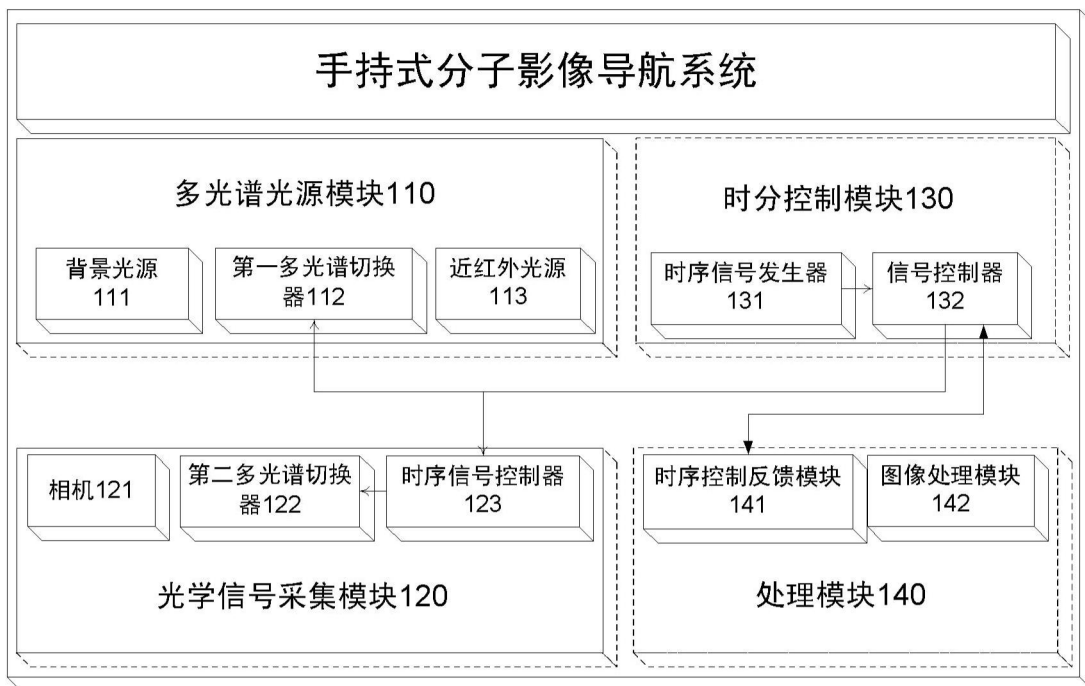 手持式分子影像导航系统
多光谱光源模块110
背景光源
111
第一多光谱切换
器112
近红外光源
113
时分控制模块130
时序信号发生器
131
信号控制器
132
相机121
第二多光谱切换
器122
时序信号控制器
123
光学信号采集模块120
时序控制反馈模块
141
图像处理模块
142
处理模块140